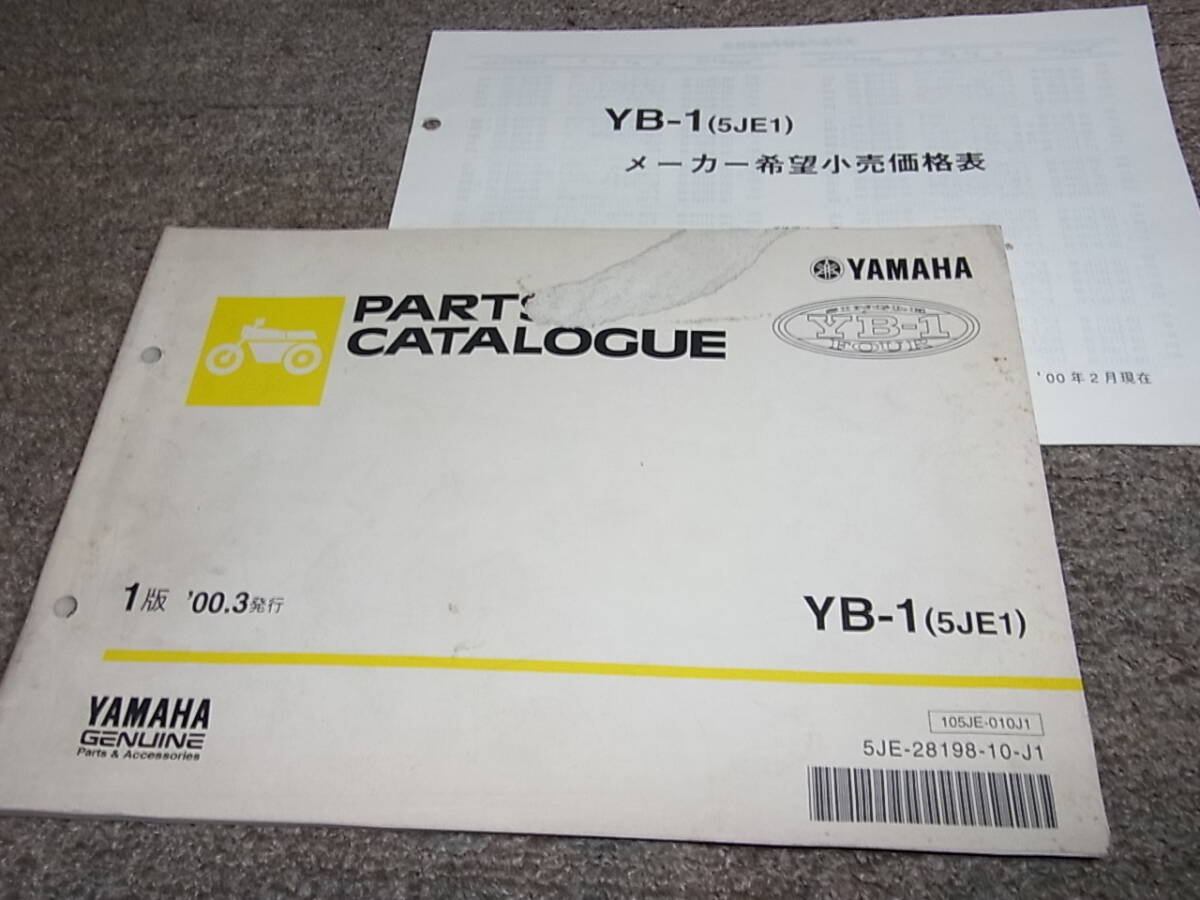 YB-1(5JE1)
メーカー希望小売価格表
'00年2月現在
YAMAHA
PARTS
CATALOGUE
SINGLE
YB-1
FOUR
1版 '00.3発行
YB-1(5JE1)
YAMAHA
GENUINE
Parts & Accessories
105JE-010J1
5JE-28198-10-J1